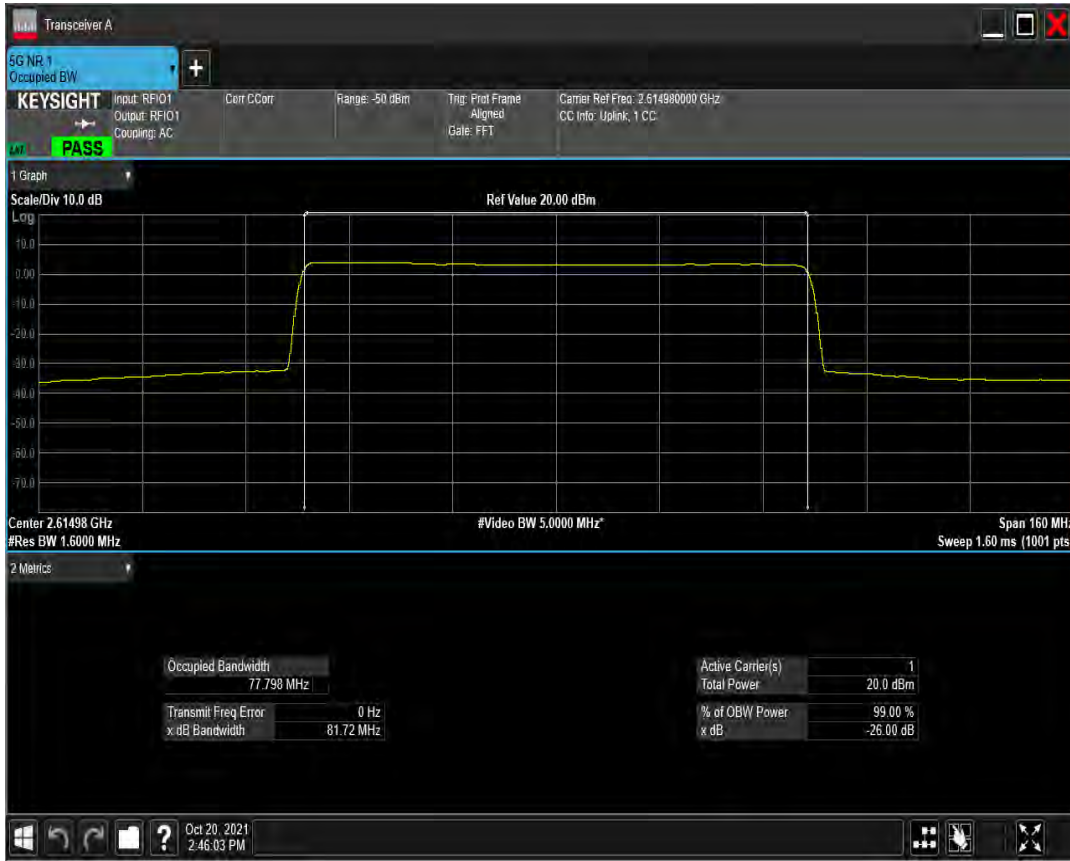 Transceiver A
5G NR 1
Occupied BW
+
KEYSIGHT
PASS
Input: RFIO1
Output: RFIO1
Coupling: AC
Corr CCorr
Range: -50 dBm
Trig: Prot Frame
Aligned
Gate: FFT
Carrier Ref Freq: 2.614980000 GHz
CC Info: Uplink, 1 CC
1 Graph
Scale/Div 10.0 dB
Ref Value 20.00 dBm
Log
10.0
0.00
-10.0
-20.0
-30.0
-40.0
-50.0
-60.0
-70.0
Center 2.61498 GHz
#Video BW 5.0000 MHz*
Span 160 MHz
#Res BW 1.6000 MHz
Sweep 1.60 ms (1001 pts
2 Metrics
Occupied Bandwidth
77.798 MHz
Transmit Freq Error 0 Hz
x dB Bandwidth 81.72 MHz
Active Carrier(s) 1
Total Power 20.0 dBm
% of OBW Power 99.00 %
x dB -26.00 dB
?
Oct 20, 2021
2:46:03 PM